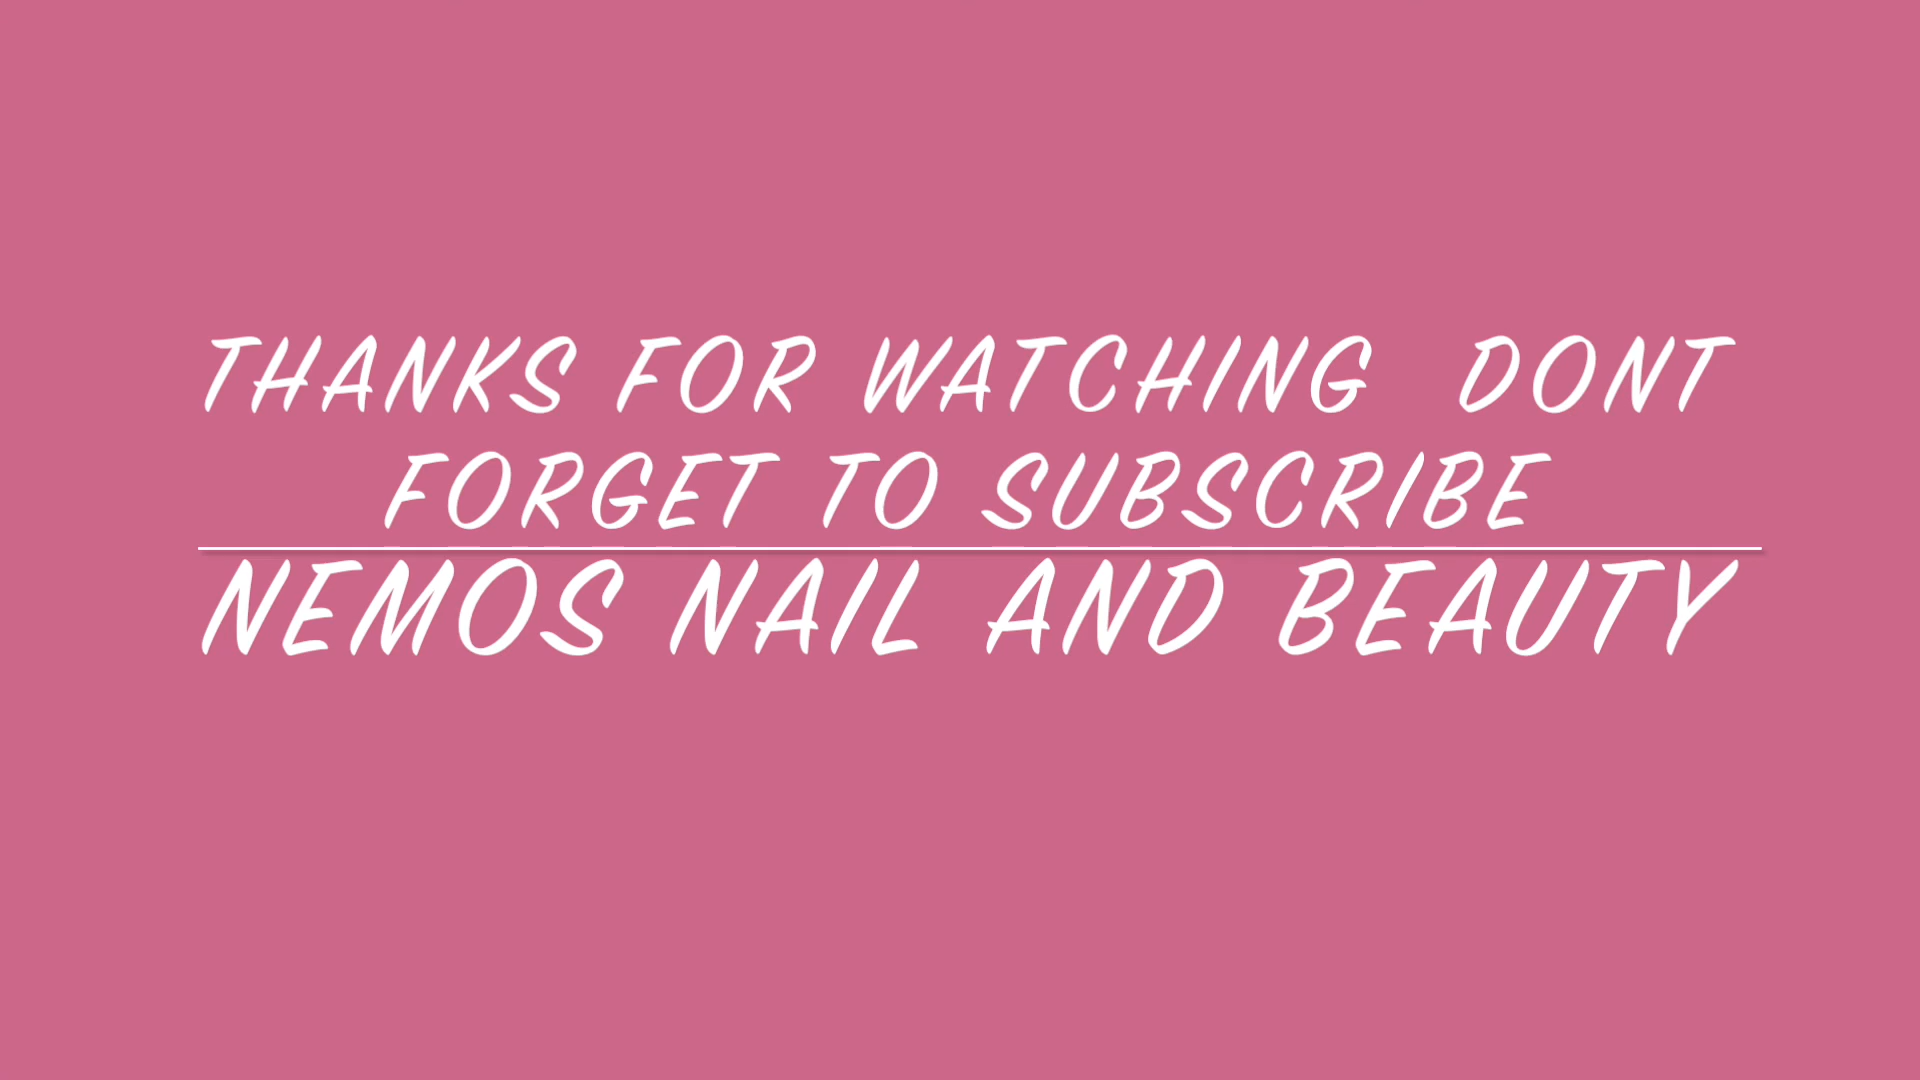 THANKS FOR WATCHING  DONT
FORGET TO SUBSCRIBE
NEMOS NAIL AND BEAUTY